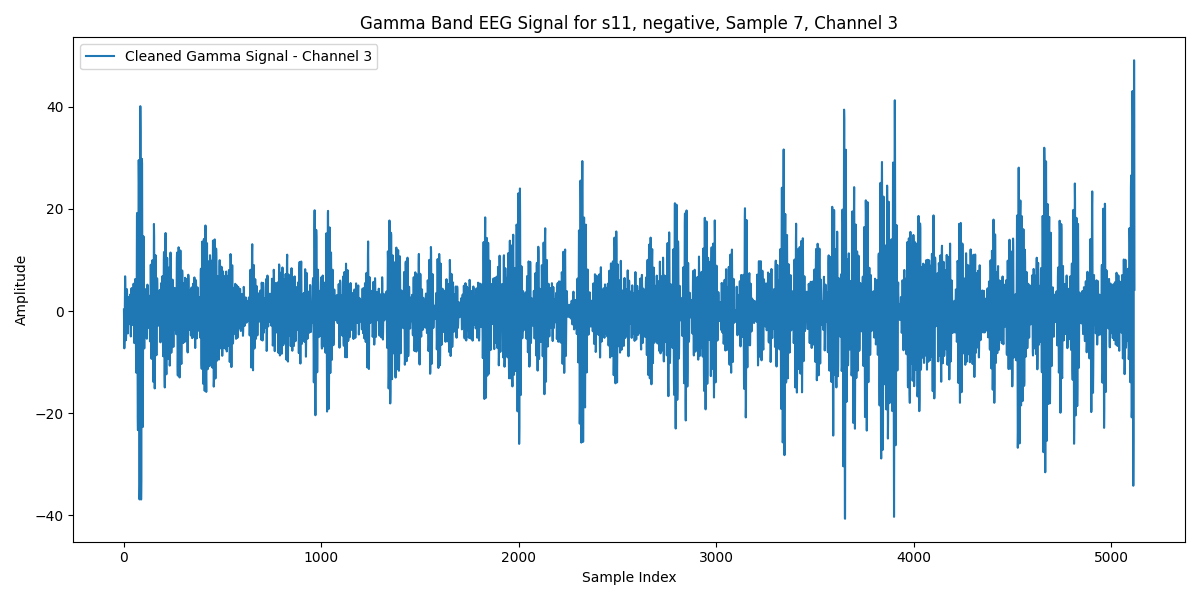 Gamma Band EEG Signal for s11, negative, Sample 7, Channel 3
Cleaned Gamma Signal - Channel 3
40
20
0
−20
−40
Amplitude
0 1000 2000 3000 4000 5000
Sample Index